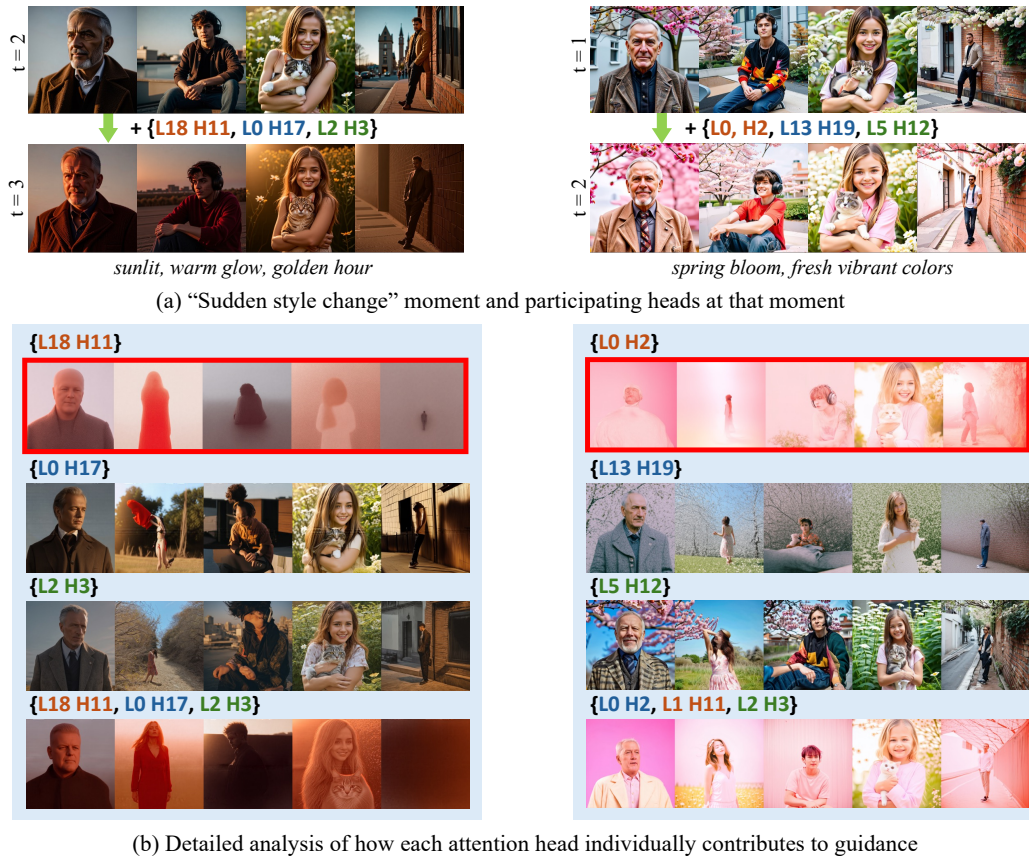 t = 2
+ {L18 H11, L0 H17, L2 H3}
t = 3
sunlit, warm glow, golden hour
t = 1
+ {L0, H2, L13 H19, L5 H12}
t = 2
spring bloom, fresh vibrant colors
(a) “Sudden style change” moment and participating heads at that moment
{L18 H11}
{L0 H17}
{L2 H3}
{L18 H11, L0 H17, L2 H3}
{L0 H2}
{L13 H19}
{L5 H12}
{L0 H2, L1 H11, L2 H3}
(b) Detailed analysis of how each attention head individually contributes to guidance